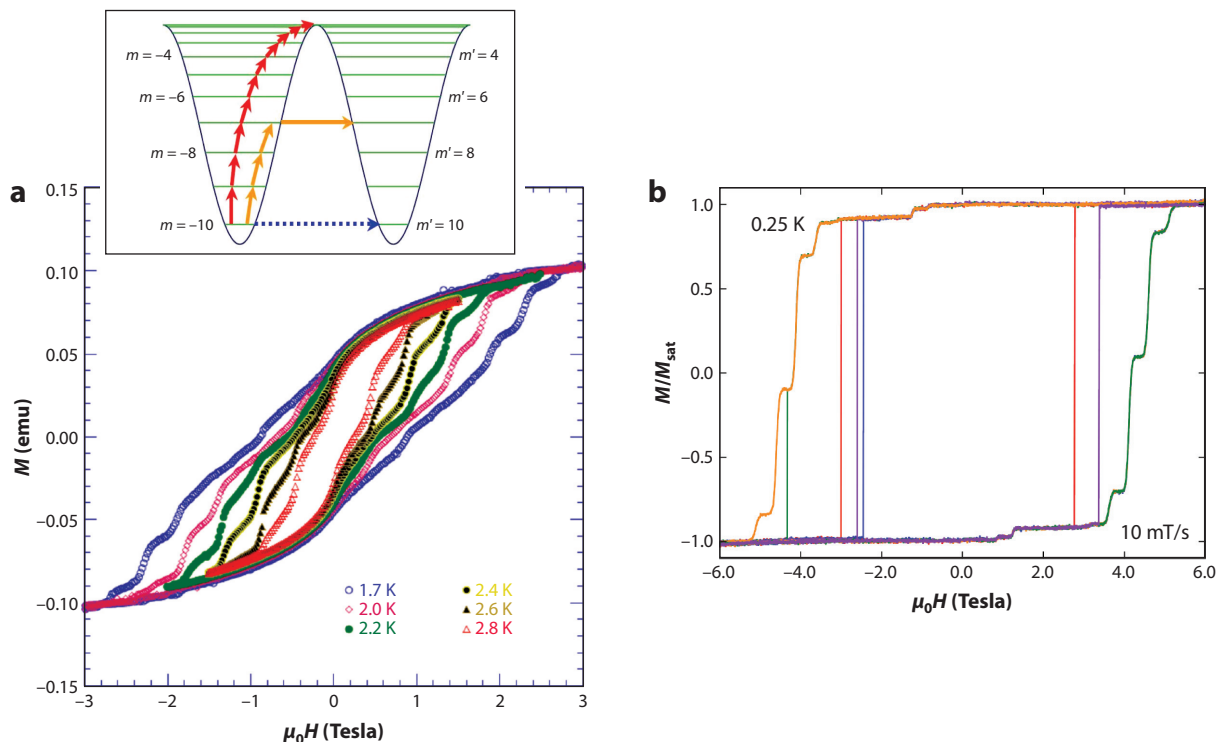 m = −4
m′ = 4
m = −6
m′ = 6
m = −8
m′ = 8
m = −10
m′ = 10
a
0.15
0.10
0.05
0.00
−0.05
−0.10
−0.15
M (emu)
1.7 K
2.4 K
2.0 K
2.6 K
2.2 K
2.8 K
−3
−2
−1
0
1
2
3
μ0H (Tesla)
b
1.0
0.5
0.0
−0.5
−1.0
M/Msat
0.25 K
10 mT/s
−6.0
−4.0
−2.0
0.0
2.0
4.0
6.0
μ0H (Tesla)